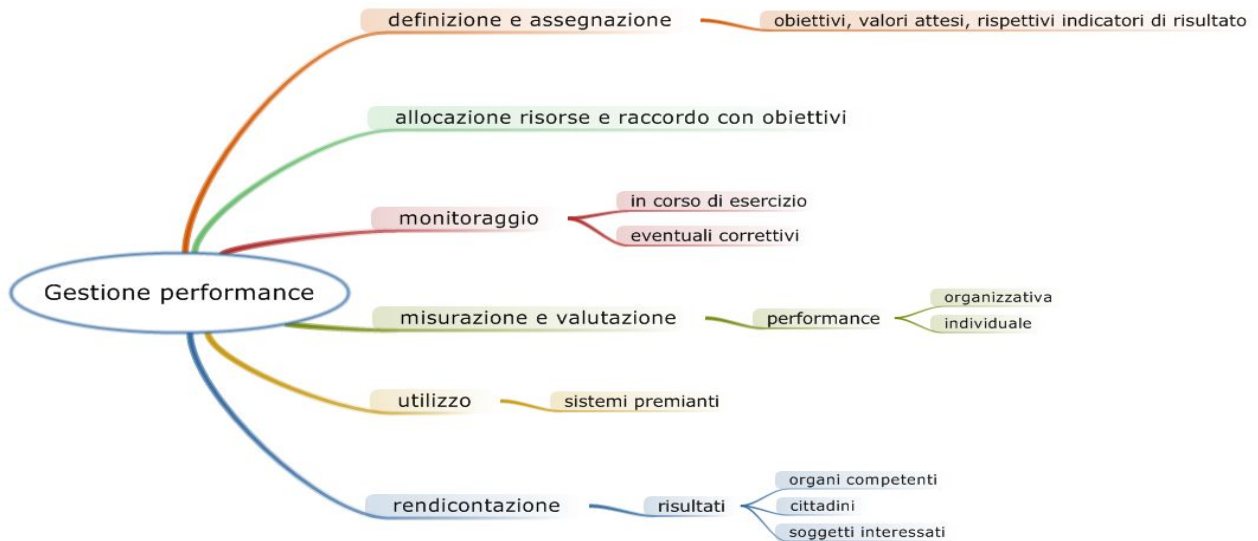 definizione e assegnazione
obiettivi, valori attesi, rispettivi indicatori di risultato
allocazione risorse e raccordo con obiettivi
monitoraggio
in corso di esercizio
eventuali correttivi
Gestione performance
misurazione e valutazione
performance
organizzativa
individuale
utilizzo
sistemi premianti
rendicontazione
risultati
organi competenti
cittadini
soggetti interessati